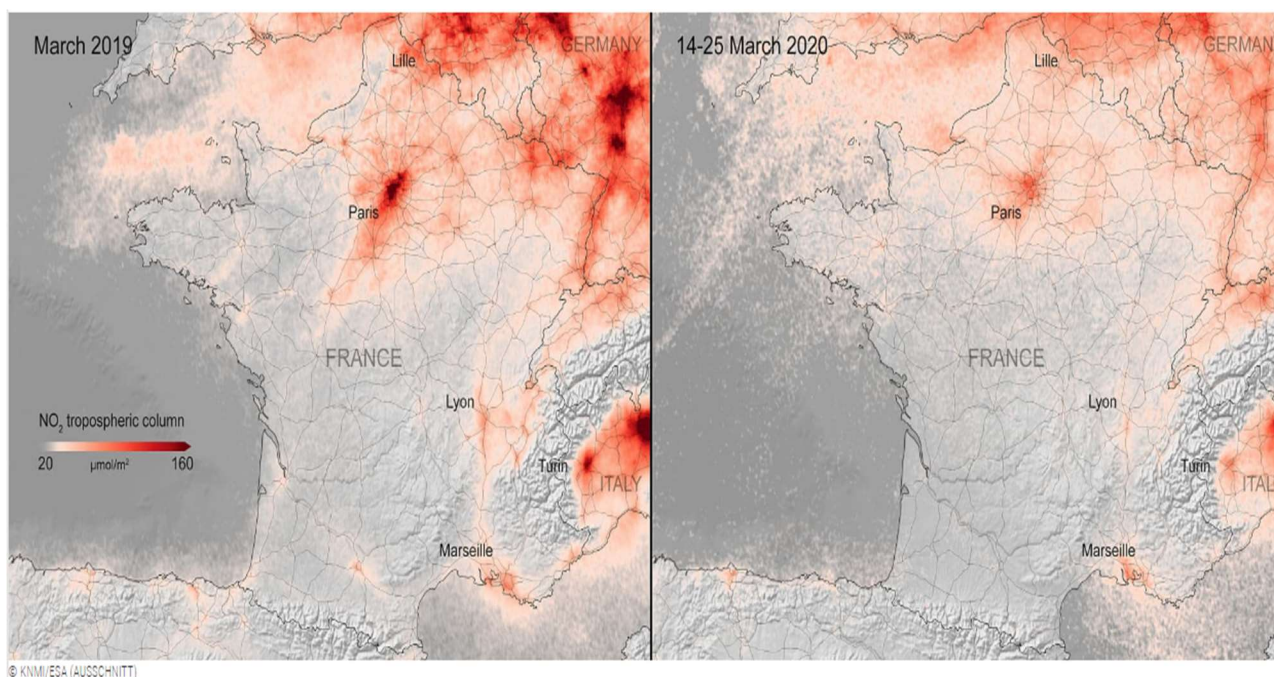 March 2019
GERMANY
Lille
Paris
FRANCE
Lyon
NO₂ tropospheric column
20 µmol/m² 160
Turin
ITALY
Marseille
14-25 March 2020
GERMAN
Lille
Paris
FRANCE
Lyon
Turin
ITAL
Marseille
© KNMI/ESA (AUSSCHNITT)